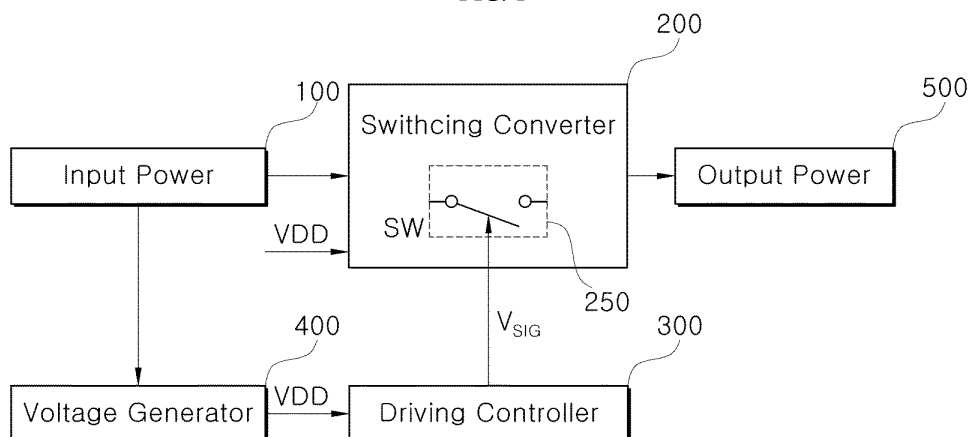 200
100
500
Swithcing Converter
Input Power
Output Power
SW
VDD
250
V_SIG
400
300
VDD
Voltage Generator
Driving Controller